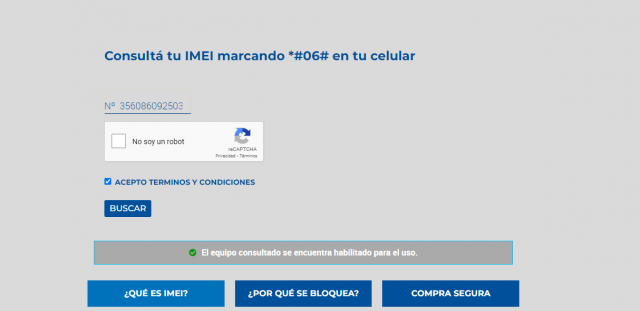 Consultá tu IMEI marcando *#06# en tu celular
Nº 356086092503
No soy un robot
reCAPTCHA
Privacidad - Términos
ACEPTO TERMINOS Y CONDICIONES
BUSCAR
El equipo consultado se encuentra habilitado para el uso.
¿QUÉ ES IMEI?
¿POR QUÉ SE BLOQUEA?
COMPRA SEGURA